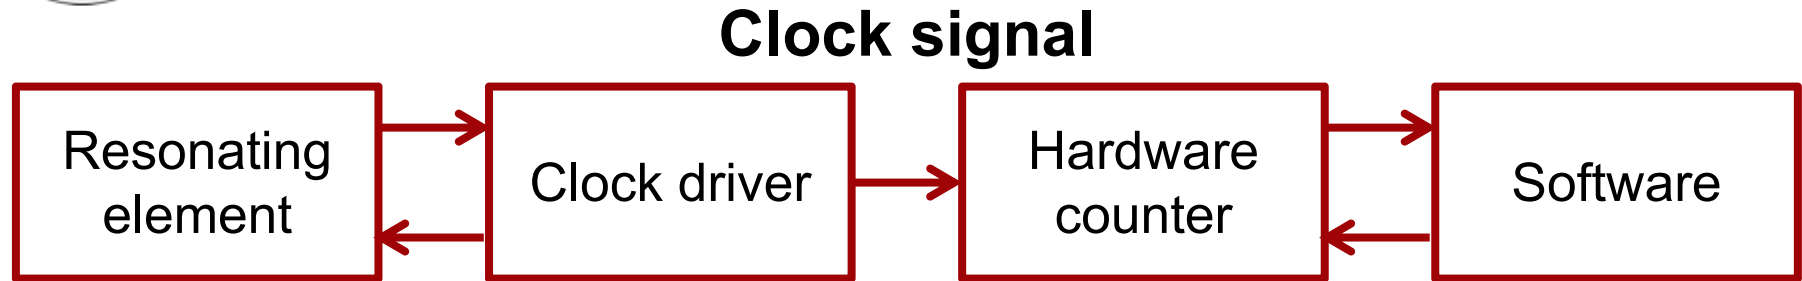 Clock signal
Resonating
element
Clock driver
Hardware
counter
Software